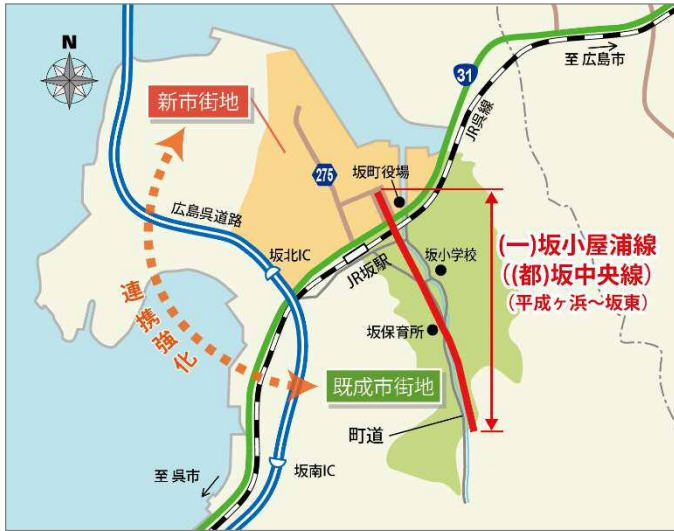 N
新市街地
275
31
至 広島市
JR呉線
坂町役場
広島呉道路
坂北IC
JR坂駅
坂小学校
(一)坂小屋浦線
((都)坂中央線)
(平成ヶ浜～坂東)
連携強化
坂保育所
既成市街地
町道
坂南IC
至 呉市